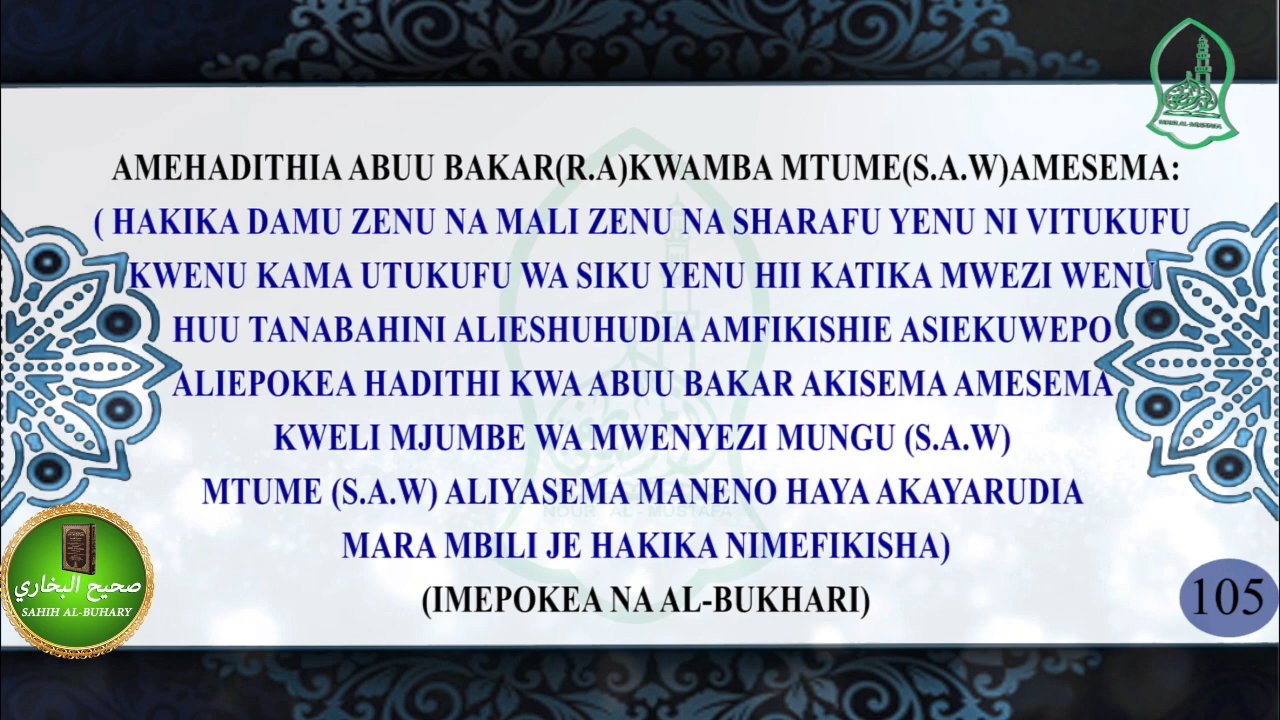 AMEHADITHIA ABUU BAKAR(R.A)KWAMBA MTUME(S.A.W)AMESEMA:
( HAKIKA DAMU ZENU NA MALI ZENU NA SHARAFU YENU NI VITUKUFU
KWENU KAMA UTUKUFU WA SIKU YENU HII KATIKA MWEZI WENU
HUU TANABAHINI ALIESHUHUDIA AMFIKISHIE ASIEKUWEPO
ALIEPOKEA HADITHI KWA ABUU BAKAR AKISEMA AMESEMA
KWELI MJUMBE WA MWENYEZI MUNGU (S.A.W)
MTUME (S.A.W) ALIYASEMA MANENO HAYA AKAYARUDIA
NOUR AL - MUSTAFA
MARA MBILI JE HAKIKA NIMEFIKISHA)
(IMEPOKEA NA AL-BUKHARI)
صحيح البخاري
SAHIH AL-BUHARY
105